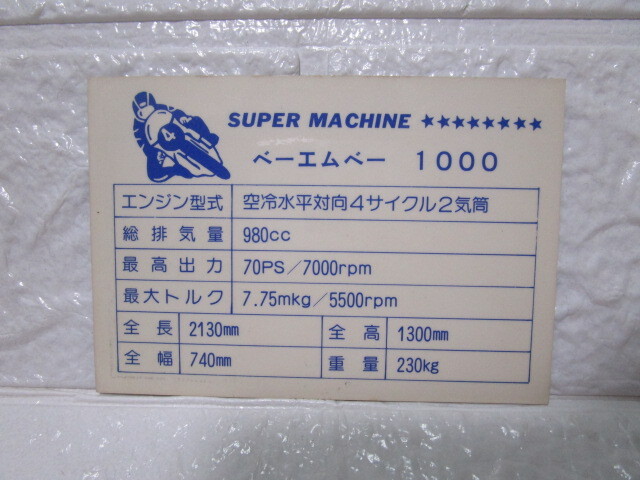 SUPER MACHINE ★★★★★★★★
ベーエムベー 1000
エンジン型式 空冷水平対向4サイクル2気筒
総排気量 980cc
最高出力 70PS/7000rpm
最大トルク 7.75mkg/5500rpm
全長 2130mm 全高 1300mm
全幅 740mm 重量 230kg
4